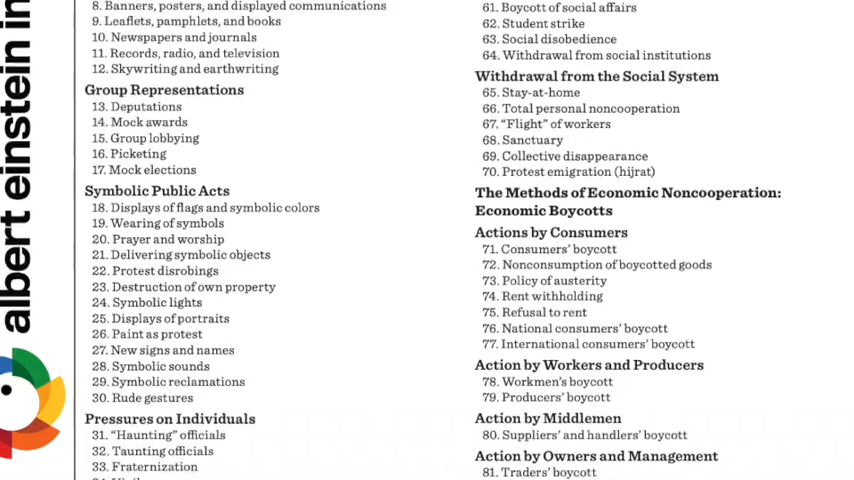 albert einstein in
8. Banners, posters, and displayed communications
9. Leaflets, pamphlets, and books
10. Newspapers and journals
11. Records, radio, and television
12. Skywriting and earthwriting
Group Representations
13. Deputations
14. Mock awards
15. Group lobbying
16. Picketing
17. Mock elections
Symbolic Public Acts
18. Displays of flags and symbolic colors
19. Wearing of symbols
20. Prayer and worship
21. Delivering symbolic objects
22. Protest disrobings
23. Destruction of own property
24. Symbolic lights
25. Displays of portraits
26. Paint as protest
27. New signs and names
28. Symbolic sounds
29. Symbolic reclamations
30. Rude gestures
Pressures on Individuals
31. "Haunting" officials
32. Taunting officials
33. Fraternization
61. Boycott of social affairs
62. Student strike
63. Social disobedience
64. Withdrawal from social institutions
Withdrawal from the Social System
65. Stay-at-home
66. Total personal noncooperation
67. "Flight" of workers
68. Sanctuary
69. Collective disappearance
70. Protest emigration (hijrat)
The Methods of Economic Noncooperation:
Economic Boycotts
Actions by Consumers
71. Consumers' boycott
72. Nonconsumption of boycotted goods
73. Policy of austerity
74. Rent withholding
75. Refusal to rent
76. National consumers' boycott
77. International consumers' boycott
Action by Workers and Producers
78. Workmen's boycott
79. Producers' boycott
Action by Middlemen
80. Suppliers' and handlers' boycott
Action by Owners and Management
81. Traders' boycott